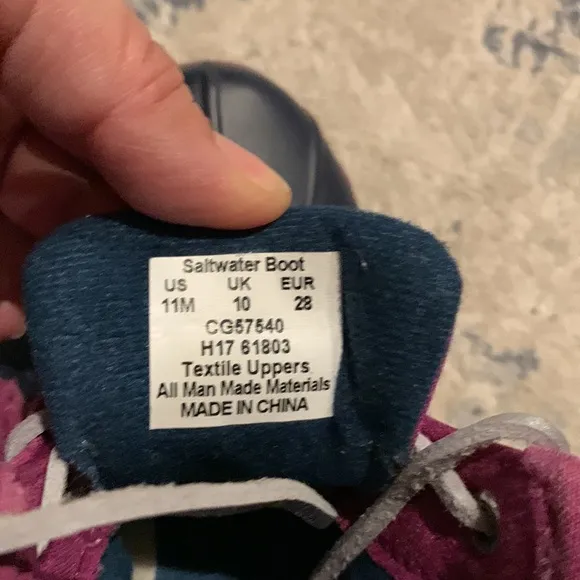 Saltwater Boot
US UK EUR
11M 10 28
CG57540
H17 61803
Textile Uppers
All Man Made Materials
MADE IN CHINA